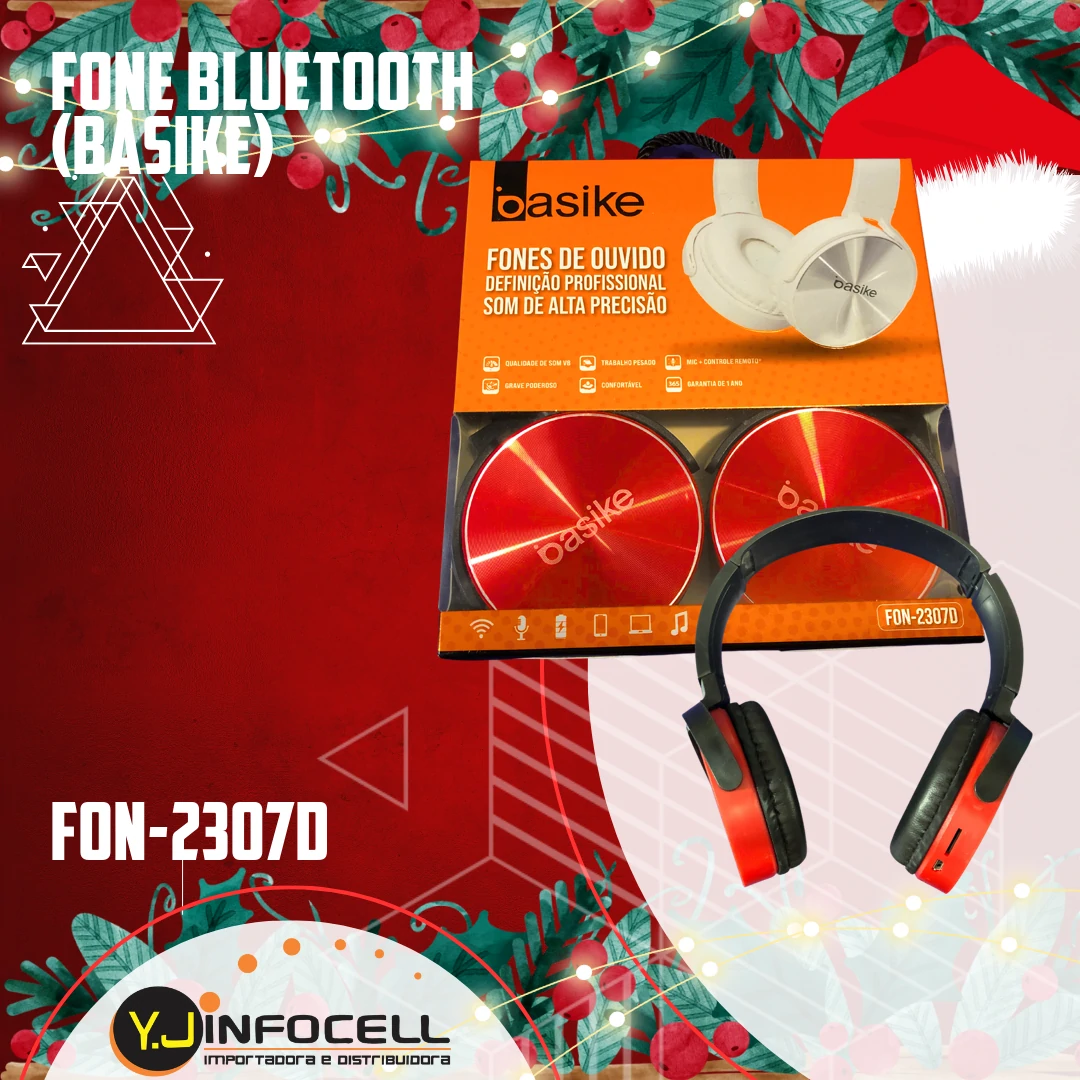 FONE BLUETOOTH
(BASIKE)
basike
FONES DE OUVIDO
DEFINIÇÃO PROFISSIONAL
SOM DE ALTA PRECISÃO
basike
QUALIDADE DE SOM V8
TRABALHO PESADO
MIC + CONTROLE REMOTO*
GRAVE PODEROSO
CONFORTÁVEL
365
GARANTIA DE 1 ANO
basike
FON-2307D
FON-2307D
Y.J INFOCELL
IMPORTADORA E DISTRIBUIDORA